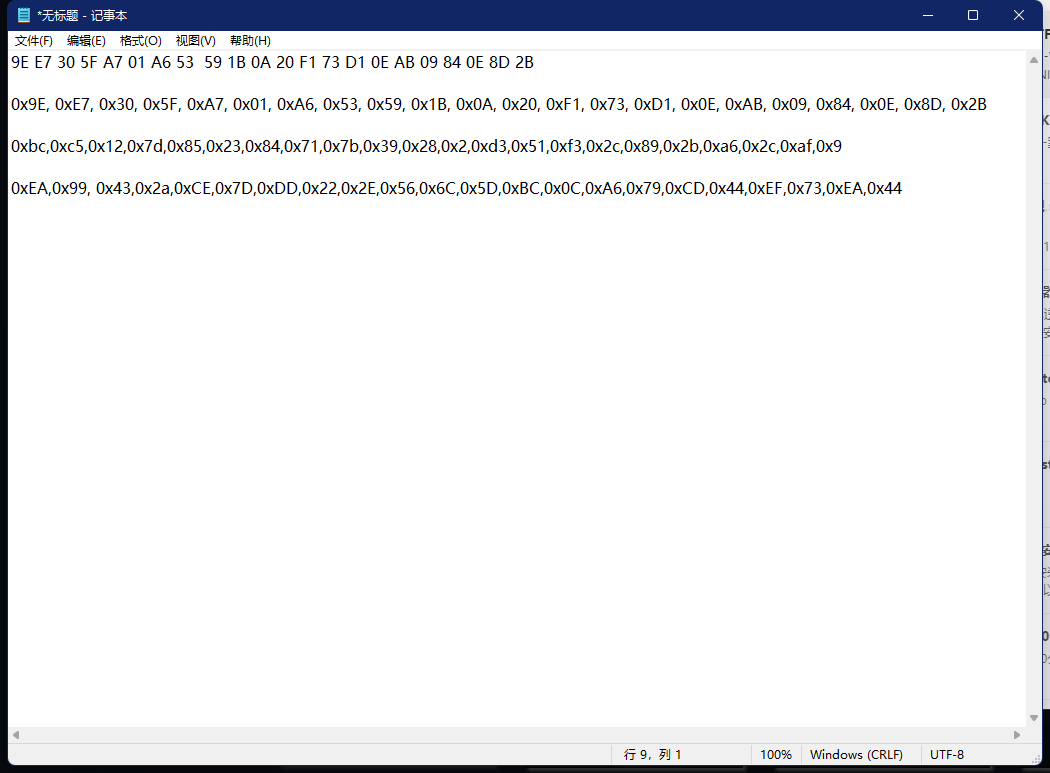 *无标题 - 记事本
文件(F) 编辑(E) 格式(O) 视图(V) 帮助(H)
9E E7 30 5F A7 01 A6 53  59 1B 0A 20 F1 73 D1 0E AB 09 84 0E 8D 2B
0x9E, 0xE7, 0x30, 0x5F, 0xA7, 0x01, 0xA6, 0x53, 0x59, 0x1B, 0x0A, 0x20, 0xF1, 0x73, 0xD1, 0x0E, 0xAB, 0x09, 0x84, 0x0E, 0x8D, 0x2B
0xbc,0xc5,0x12,0x7d,0x85,0x23,0x84,0x71,0x7b,0x39,0x28,0x2,0xd3,0x51,0xf3,0x2c,0x89,0x2b,0xa6,0x2c,0xaf,0x9
0xEA,0x99, 0x43,0x2a,0xCE,0x7D,0xDD,0x22,0x2E,0x56,0x6C,0x5D,0xBC,0x0C,0xA6,0x79,0xCD,0x44,0xEF,0x73,0xEA,0x44
行 9，列 1 100% Windows (CRLF) UTF-8